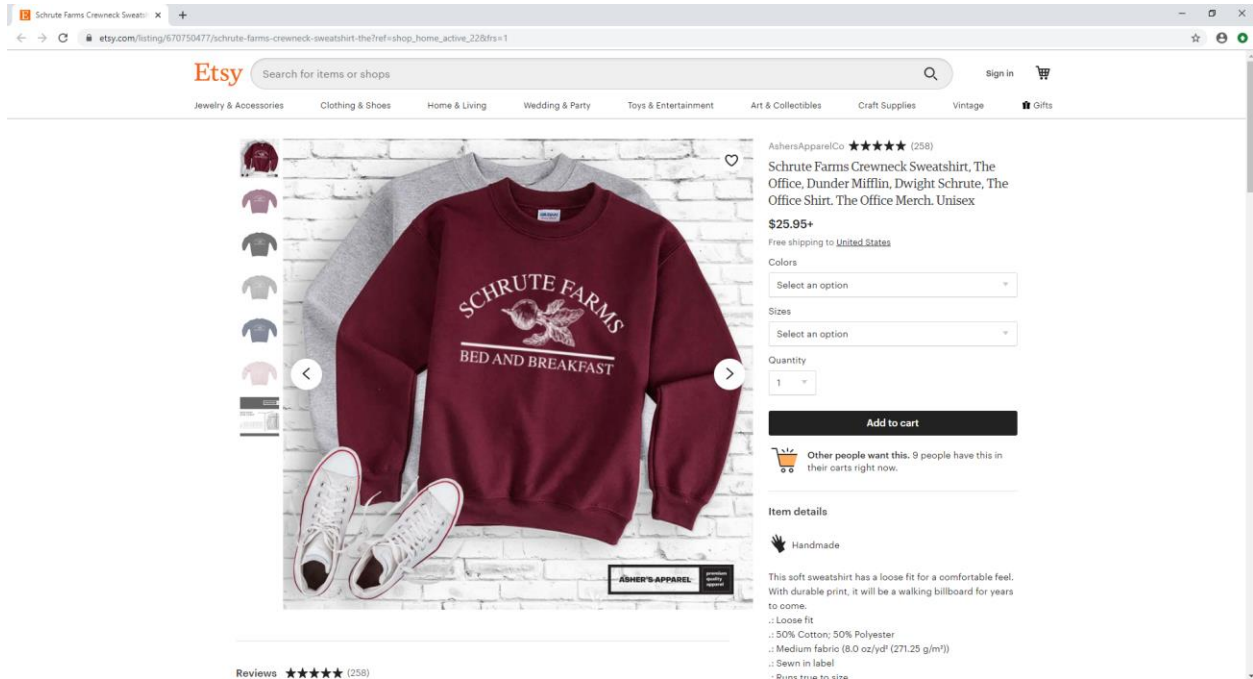 Schrute Farms Crewneck Sweats
etsy.com/listing/670750477/schrute-farms-crewneck-sweatshirt-the?ref=shop_home_active_22&frs=1
Etsy
Search for items or shops
Sign in
Jewelry & Accessories Clothing & Shoes Home & Living Wedding & Party Toys & Entertainment Art & Collectibles Craft Supplies Vintage Gifts
SCHRUTE FARMS
BED AND BREAKFAST
ASHER'S APPAREL
premium
quality
apparel
AshersApparelCo ★★★★★ (258)
Schrute Farms Crewneck Sweatshirt, The
Office, Dunder Mifflin, Dwight Schrute, The
Office Shirt. The Office Merch. Unisex
$25.95+
Free shipping to United States
Colors
Select an option
Sizes
Select an option
Quantity
1
Add to cart
Other people want this. 9 people have this in
their carts right now.
Item details
Handmade
This soft sweatshirt has a loose fit for a comfortable feel.
With durable print, it will be a walking billboard for years
to come.
.: Loose fit
.: 50% Cotton; 50% Polyester
.: Medium fabric (8.0 oz/yd² (271.25 g/m²))
.: Sewn in label
.: Runs true to size
Reviews ★★★★★ (258)